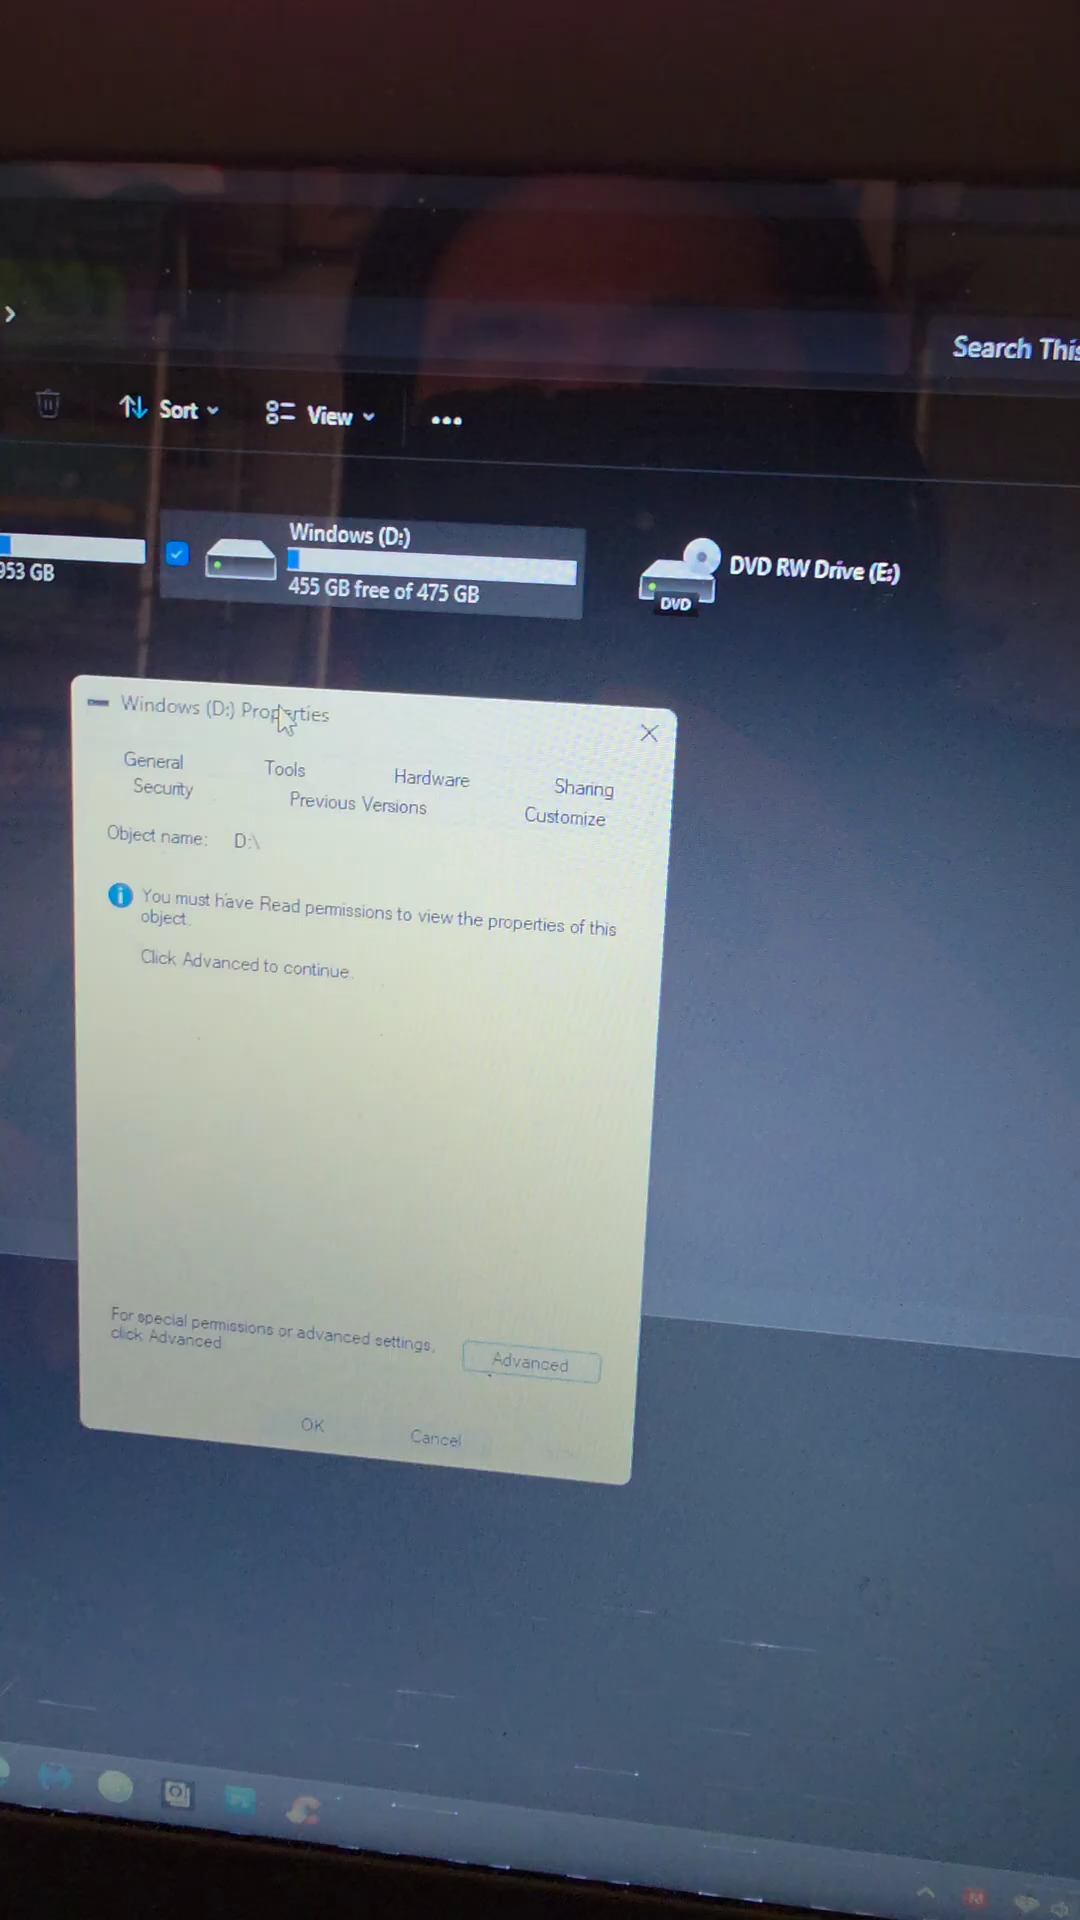 Search This
Sort
View
Windows (D:)
953 GB
455 GB free of 475 GB
DVD RW Drive (E:)
DVD
Windows (D:) Properties
General
Tools
Hardware
Sharing
Security
Previous Versions
Customize
Object name: D:\
You must have Read permissions to view the properties of this
object.
Click Advanced to continue.
For special permissions or advanced settings,
click Advanced
Advanced
OK
Cancel